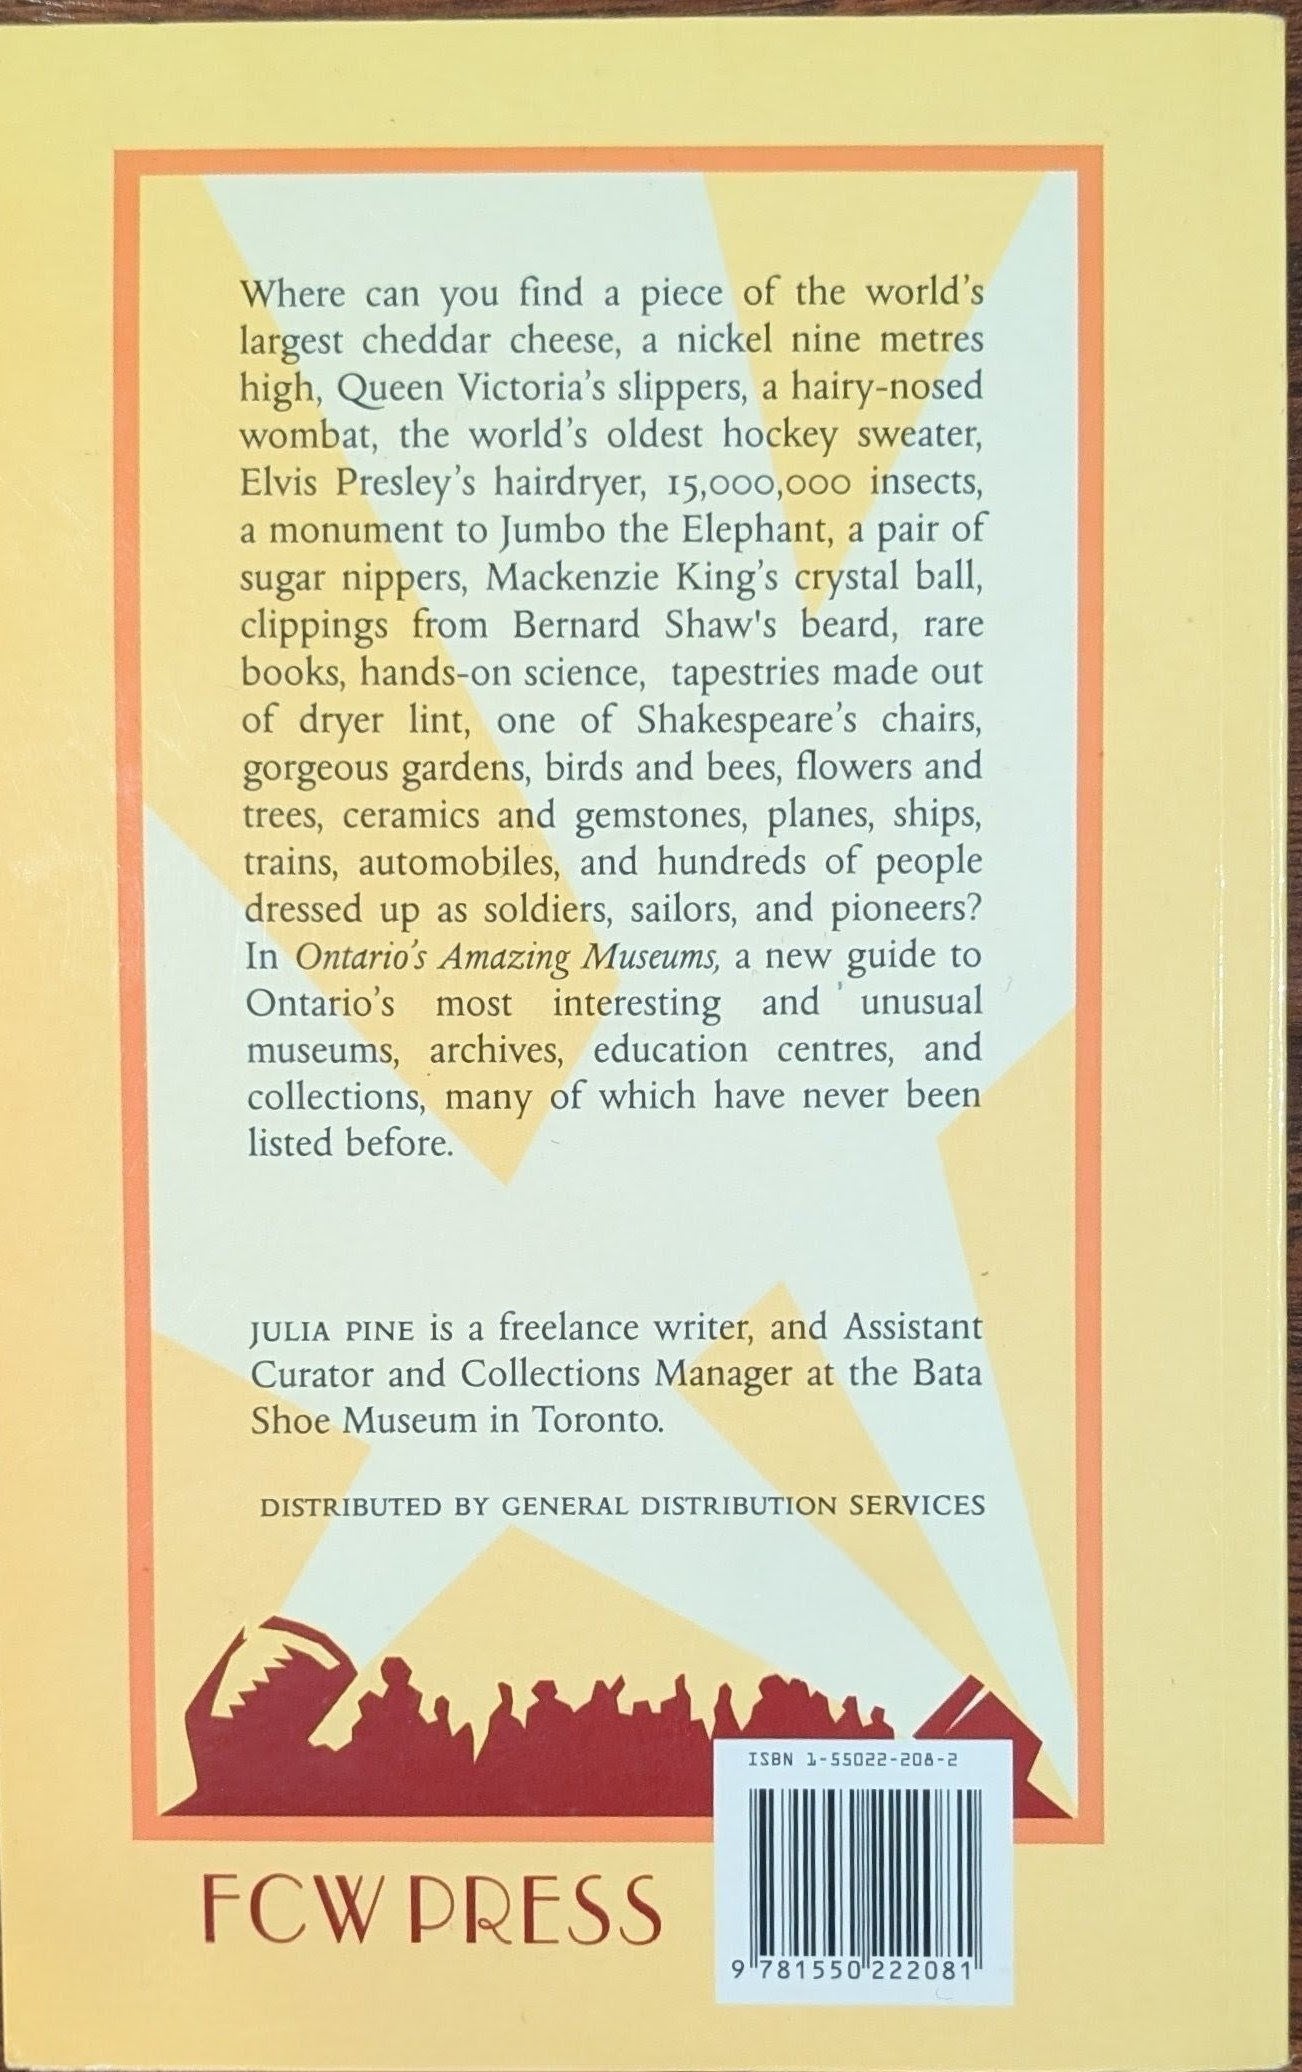 Where can you find a piece of the world's
largest cheddar cheese, a nickel nine metres
high, Queen Victoria's slippers, a hairy-nosed
wombat, the world's oldest hockey sweater,
Elvis Presley's hairdryer, 15,000,000 insects,
a monument to Jumbo the Elephant, a pair of
sugar nippers, Mackenzie King's crystal ball,
clippings from Bernard Shaw's beard, rare
books, hands-on science, tapestries made out
of dryer lint, one of Shakespeare's chairs,
gorgeous gardens, birds and bees, flowers and
trees, ceramics and gemstones, planes, ships,
trains, automobiles, and hundreds of people
dressed up as soldiers, sailors, and pioneers?
In Ontario's Amazing Museums, a new guide to
Ontario's most interesting and unusual
museums, archives, education centres, and
collections, many of which have never been
listed before.
JULIA PINE is a freelance writer, and Assistant
Curator and Collections Manager at the Bata
Shoe Museum in Toronto.
DISTRIBUTED BY GENERAL DISTRIBUTION SERVICES
ISBN 1-55022-208-2
9 781550 222081
ECW PRESS